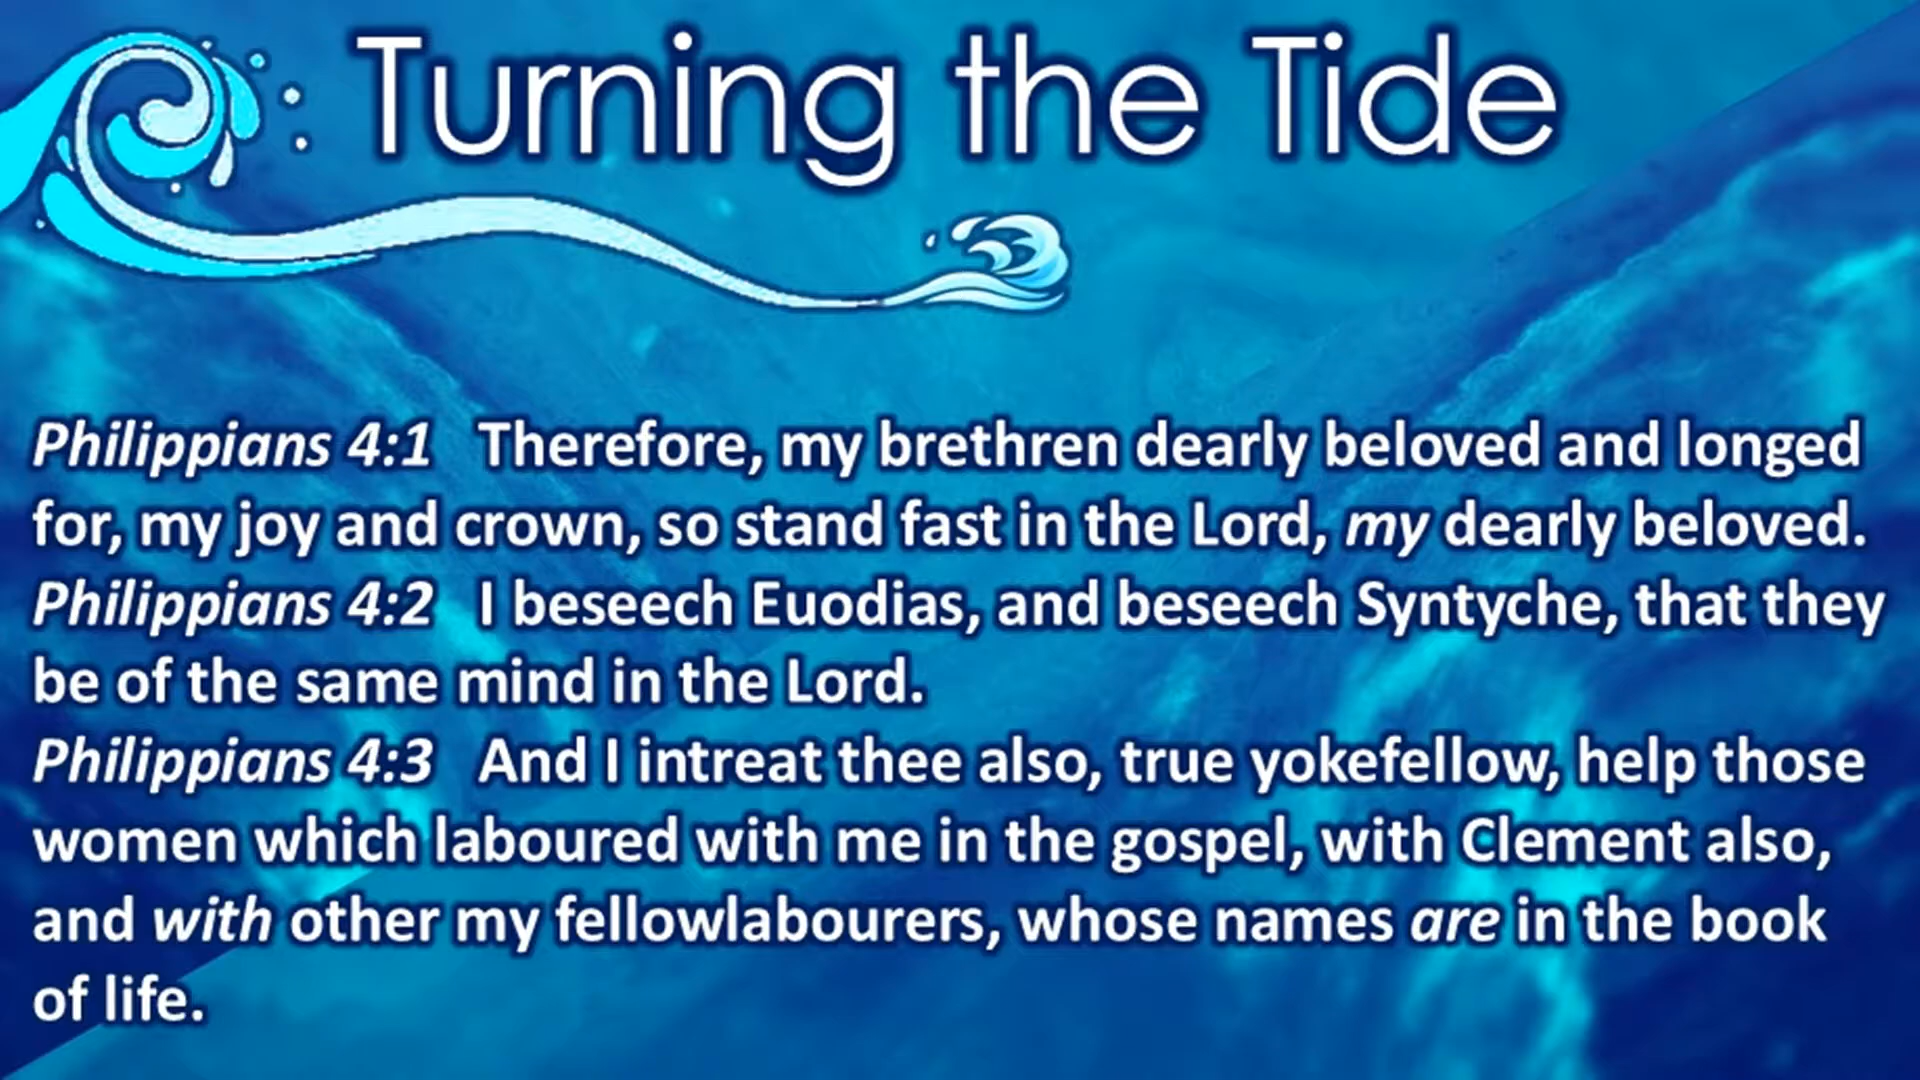 Turning the Tide
Philippians 4:1 Therefore, my brethren dearly beloved and longed
for, my joy and crown, so stand fast in the Lord, my dearly beloved.
Philippians 4:2 I beseech Euodias, and beseech Syntyche, that they
be of the same mind in the Lord.
Philippians 4:3 And I intreat thee also, true yokefellow, help those
women which laboured with me in the gospel, with Clement also,
and with other my fellowlabourers, whose names are in the book
of life.